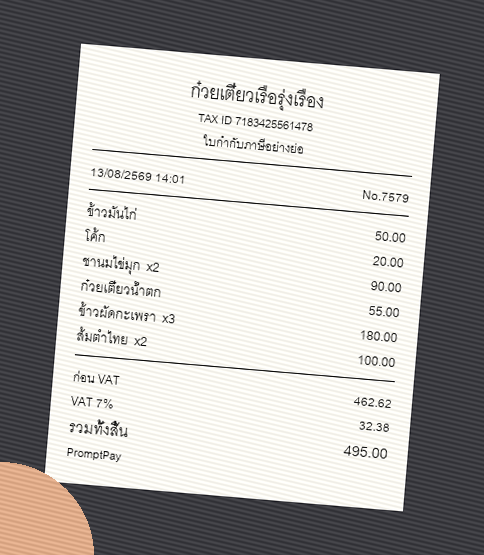 ก๋วยเตี๋ยวเรือรุ่งเรือง
TAX ID 7183425561478
ใบกำกับภาษีอย่างย่อ
13/08/2569 14:01 No.7579
ข้าวมันไก่ 50.00
โค้ก 20.00
ชานมไข่มุก x2 90.00
ก๋วยเตี๋ยวน้ำตก 55.00
ข้าวผัดกะเพรา x3 180.00
ส้มตำไทย x2 100.00
ก่อน VAT 462.62
VAT 7% 32.38
รวมทั้งสิ้น 495.00
PromptPay